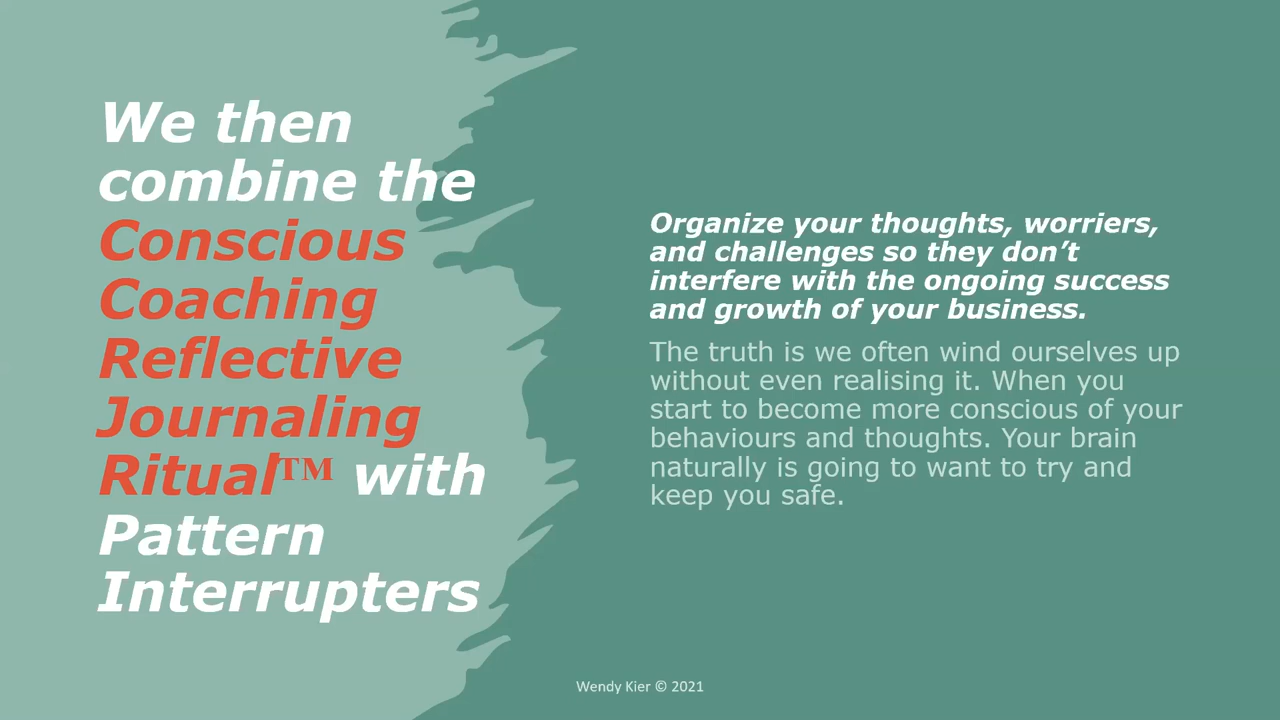 We then
combine the
Conscious
Coaching
Reflective
Journaling
Ritual™ with
Pattern
Interrupters
Organize your thoughts, worriers,
and challenges so they don’t
interfere with the ongoing success
and growth of your business.
The truth is we often wind ourselves up
without even realising it. When you
start to become more conscious of your
behaviours and thoughts. Your brain
naturally is going to want to try and
keep you safe.
Wendy Kier © 2021